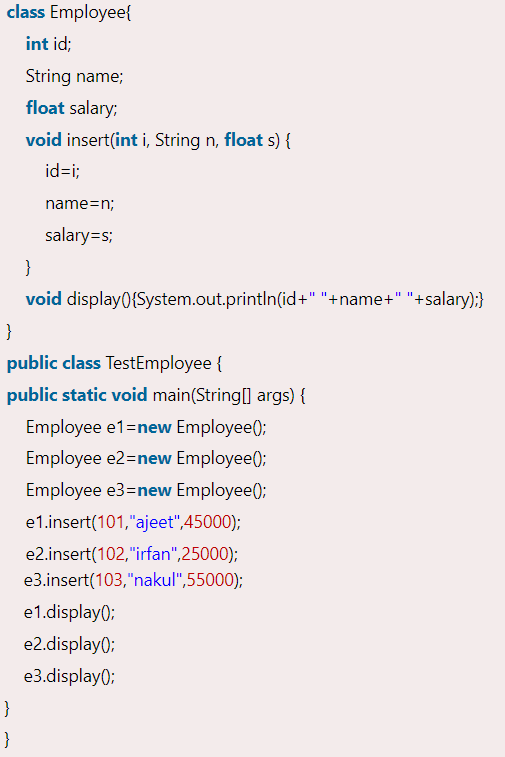 class Employee{
int id;
String name;
float salary;
void insert(int i, String n, float s) {
id=i;
name=n;
salary=s;
}
void display(){System.out.println(id+" "+name+" "+salary);}
}
public class TestEmployee {
public static void main(String[] args) {
Employee e1=new Employee();
Employee e2=new Employee();
Employee e3=new Employee();
e1.insert(101,"ajeet",45000);
e2.insert(102,"irfan",25000);
e3.insert(103,"nakul",55000);
e1.display();
e2.display();
e3.display();
}
}